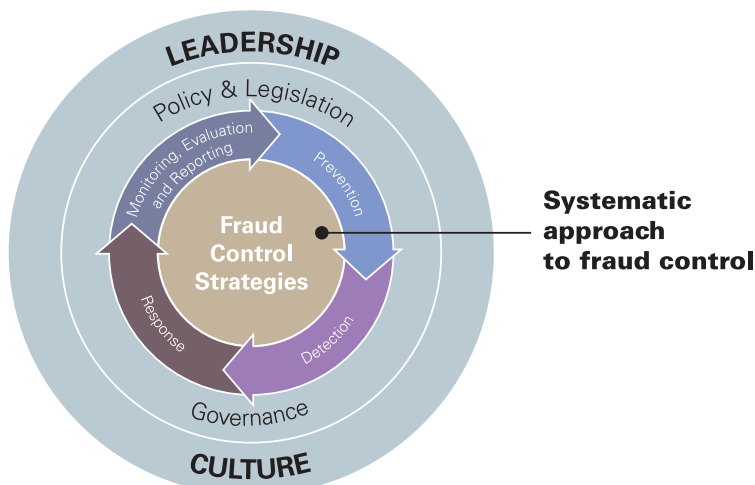 LEADERSHIP
Policy & Legislation
Monitoring, Evaluation
and Reporting
Prevention
Fraud
Control
Strategies
Systematic
approach
to fraud control
Response
Detection
Governance
CULTURE